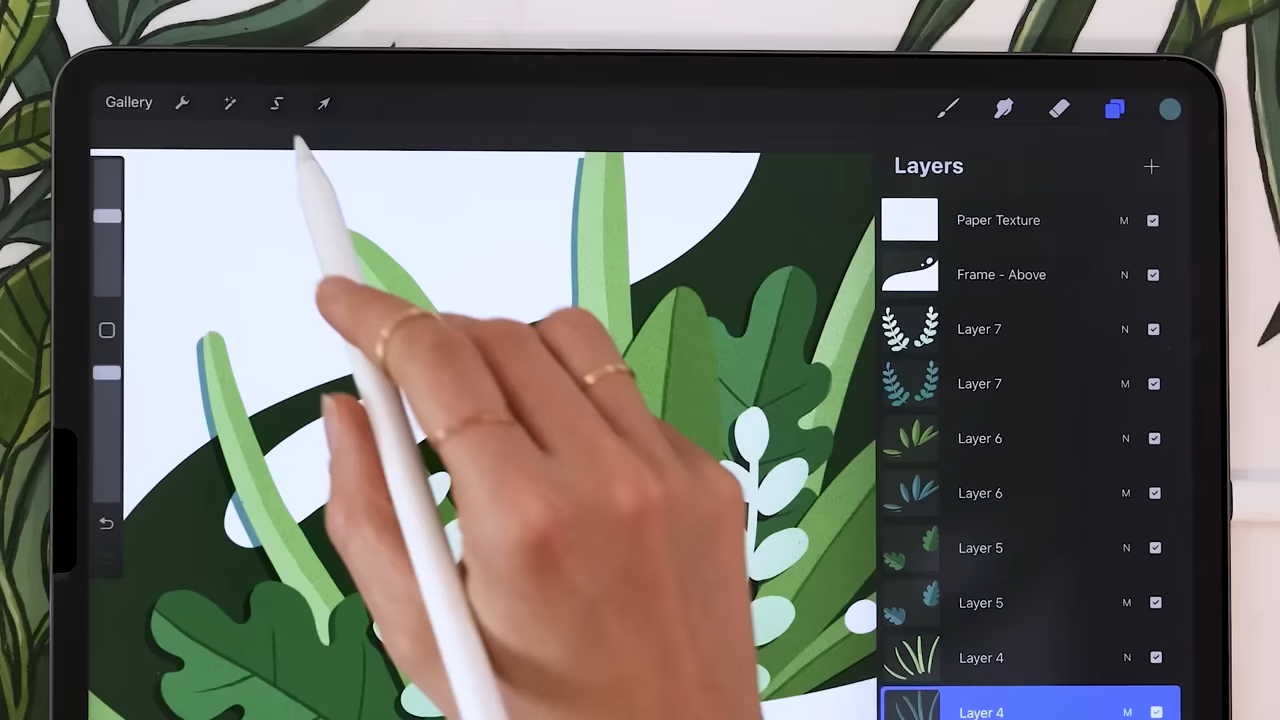 Gallery
Layers
Paper Texture M
Frame - Above N
Layer 7 N
Layer 7 M
Layer 6 N
Layer 6 M
Layer 5 N
Layer 5 M
Layer 4 N
Layer 4 M